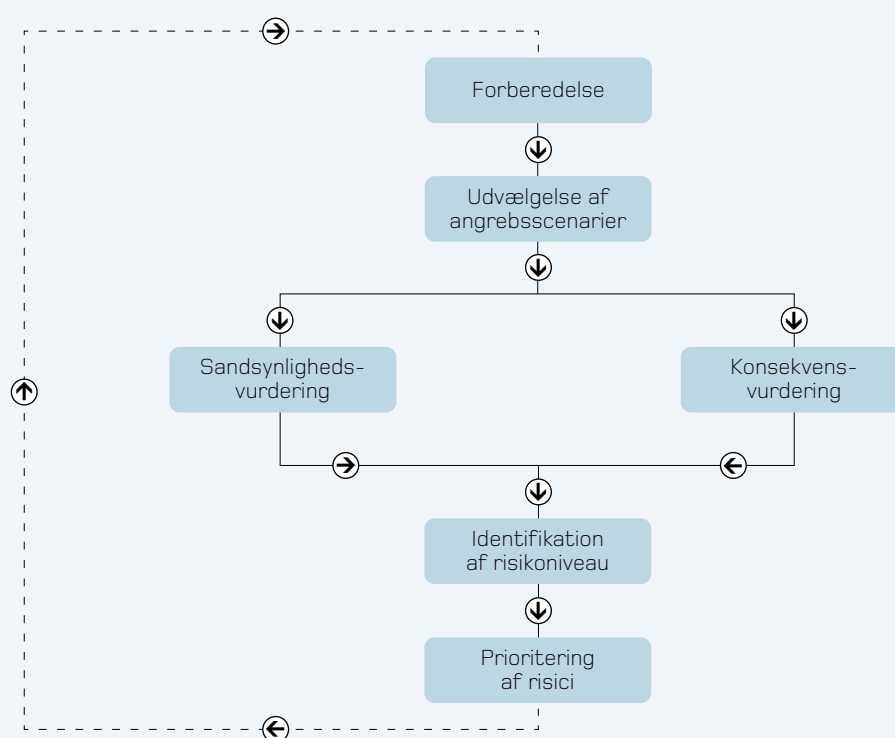 Forberedelse
Udvælgelse af
angrebsscenarier
Sandsynligheds-
vurdering
Konsekvens-
vurdering
Identifikation
af risikoniveau
Prioritering
af risici